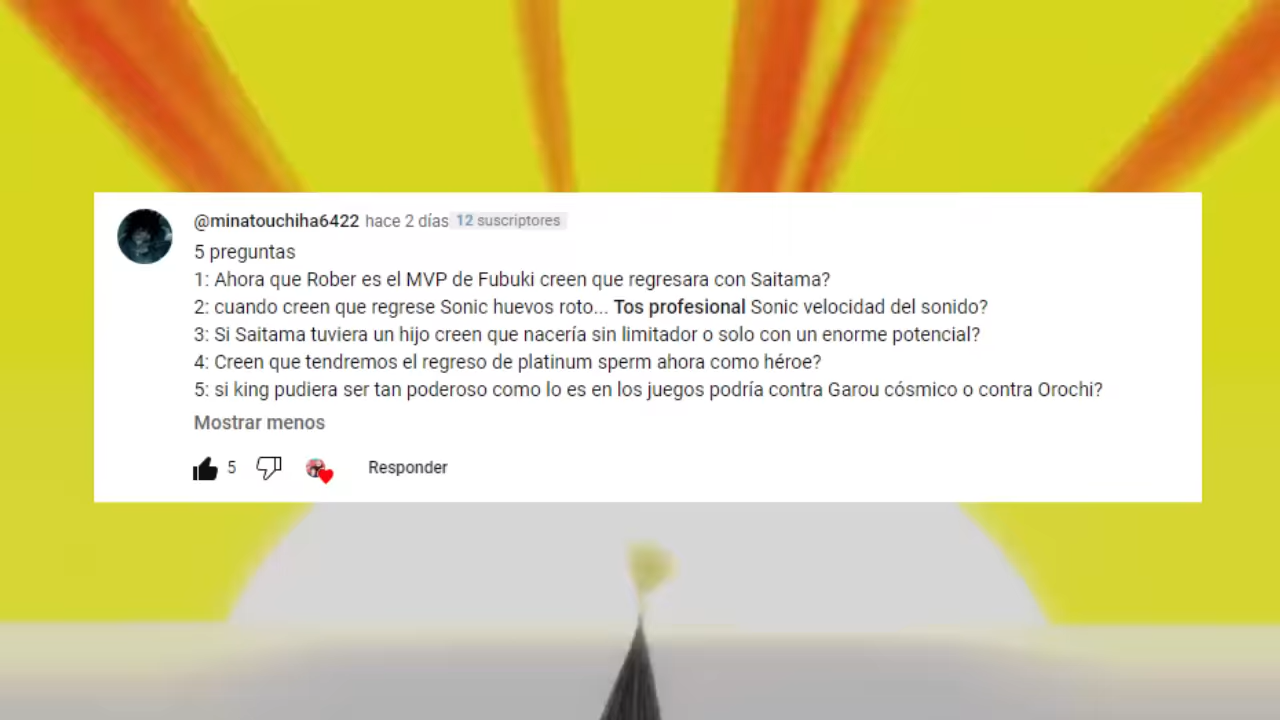 @minatouchiha6422 hace 2 días 12 suscriptores
5 preguntas
1: Ahora que Rober es el MVP de Fubuki creen que regresara con Saitama?
2: cuando creen que regrese Sonic huevos roto... Tos profesional Sonic velocidad del sonido?
3: Si Saitama tuviera un hijo creen que nacería sin limitador o solo con un enorme potencial?
4: Creen que tendremos el regreso de platinum sperm ahora como héroe?
5: si king pudiera ser tan poderoso como lo es en los juegos podría contra Garou cósmico o contra Orochi?
Mostrar menos
5 Responder